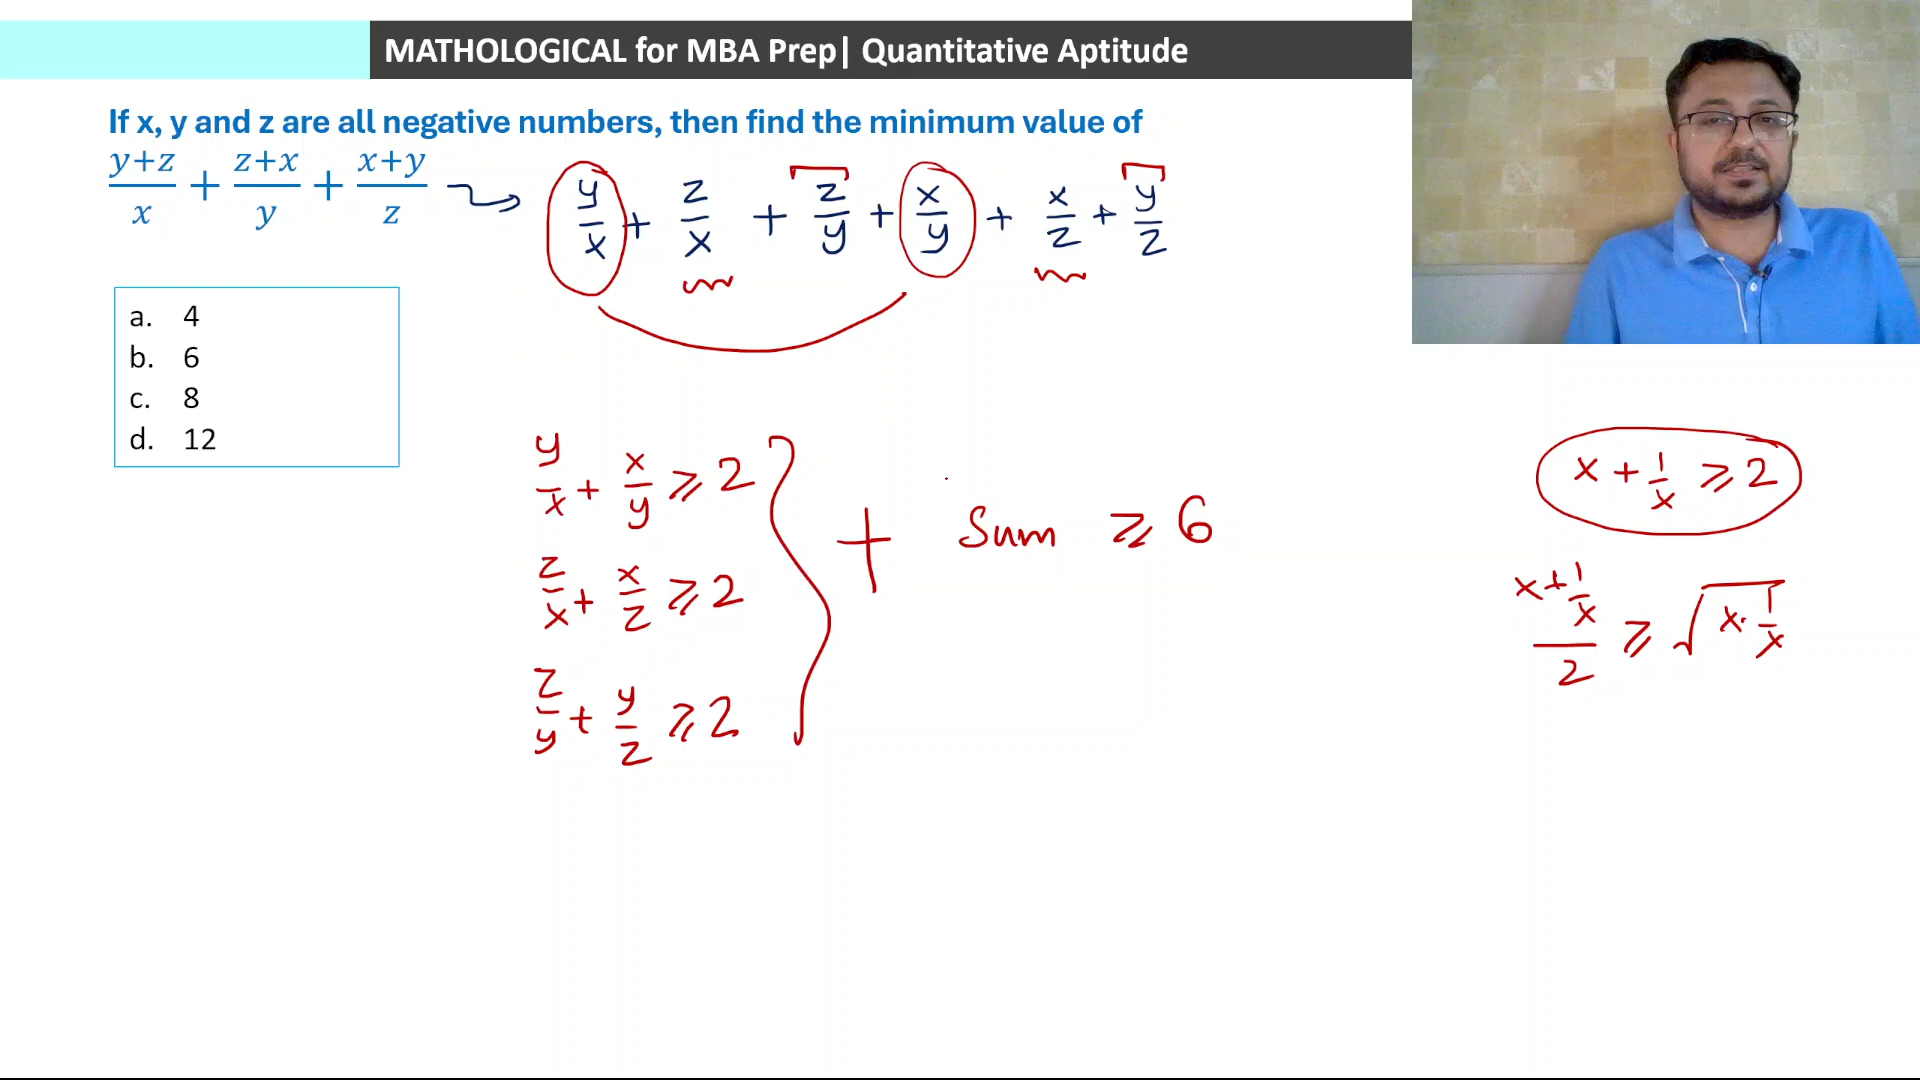 MATHOLOGICAL for MBA Prep| Quantitative Aptitude
If x, y and z are all negative numbers, then find the minimum value of
(y+z)/x + (z+x)/y + (x+y)/z
y/x + z/x + z/y + x/y + x/z + y/z
a. 4
b. 6
c. 8
d. 12
y/x + x/y ⩾ 2
z/x + x/z ⩾ 2
z/y + y/z ⩾ 2
+ Sum ⩾ 6
x + 1/x ⩾ 2
(x + 1/x)/2 ⩾ √(x · 1/x)